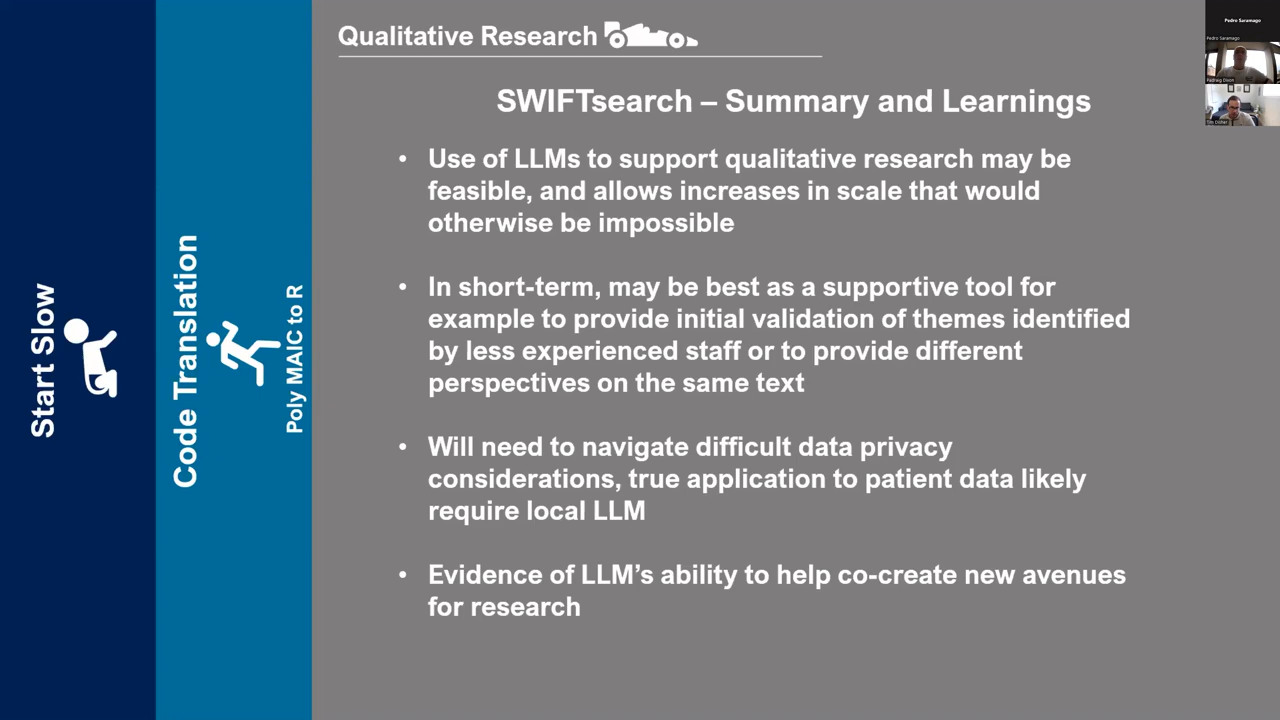 Start Slow
Code Translation
Poly MAIC to R
Qualitative Research
SWIFTsearch – Summary and Learnings
• Use of LLMs to support qualitative research may be
feasible, and allows increases in scale that would
otherwise be impossible
• In short-term, may be best as a supportive tool for
example to provide initial validation of themes identified
by less experienced staff or to provide different
perspectives on the same text
• Will need to navigate difficult data privacy
considerations, true application to patient data likely
require local LLM
• Evidence of LLM’s ability to help co-create new avenues
for research
Pedro Saramago
Pedro Saramago
Padraig Dixon